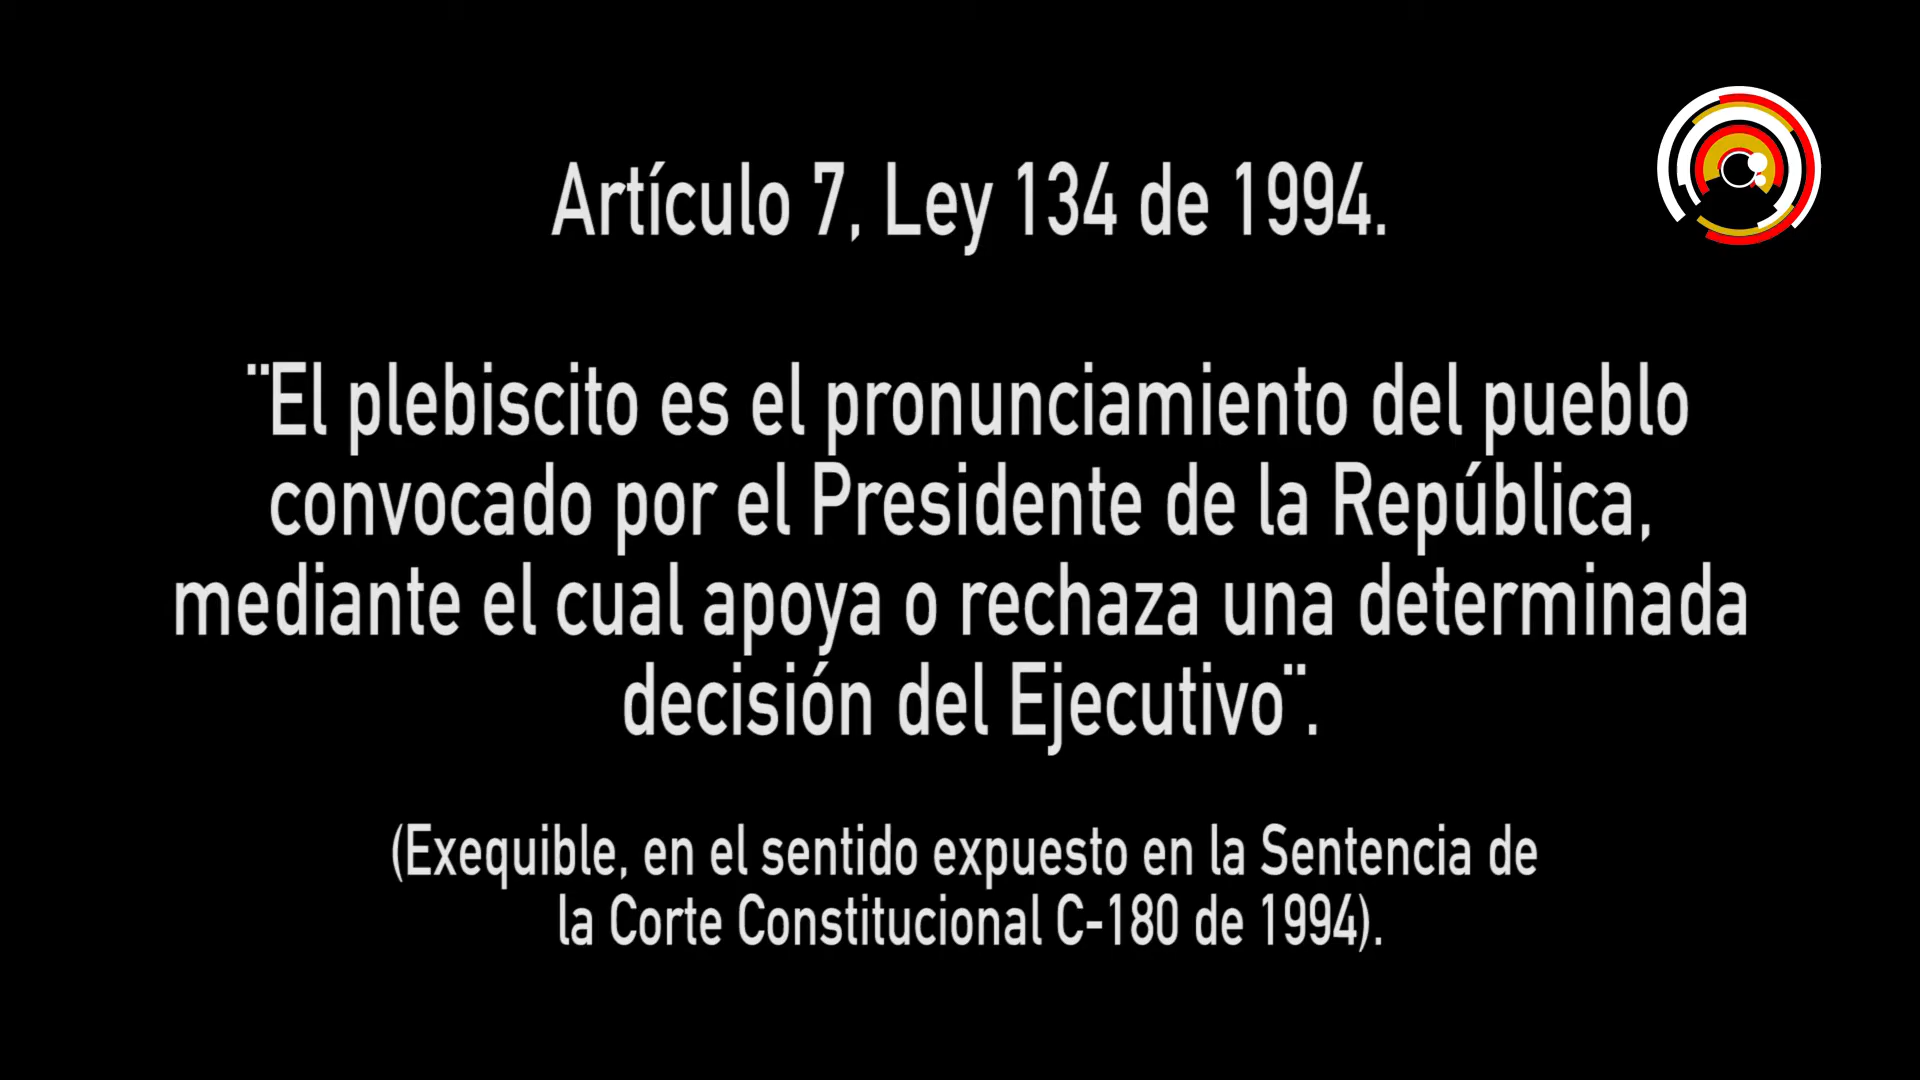 Artículo 7, Ley 134 de 1994.
¨El plebiscito es el pronunciamiento del pueblo
convocado por el Presidente de la República,
mediante el cual apoya o rechaza una determinada
decisión del Ejecutivo¨.
(Exequible, en el sentido expuesto en la Sentencia de
la Corte Constitucional C-180 de 1994).